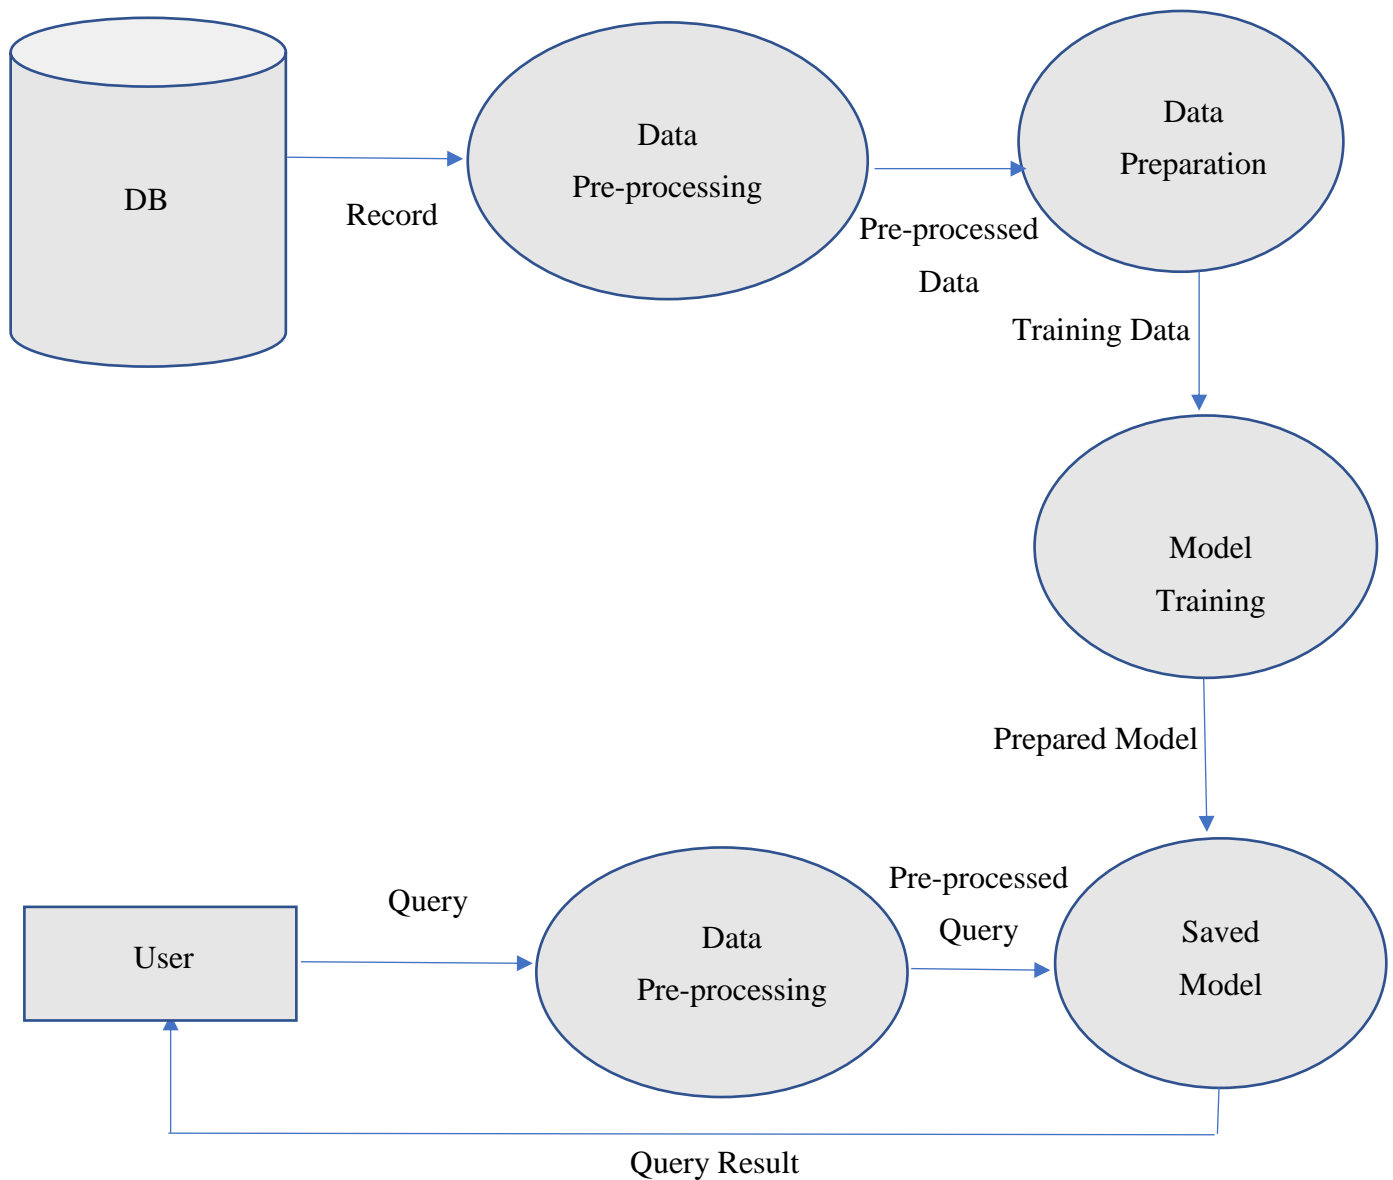 DB
Record
Data
Pre-processing
Pre-processed
Data
Data
Preparation
Training Data
Model
Training
Prepared Model
User
Query
Data
Pre-processing
Pre-processed
Query
Saved
Model
Query Result